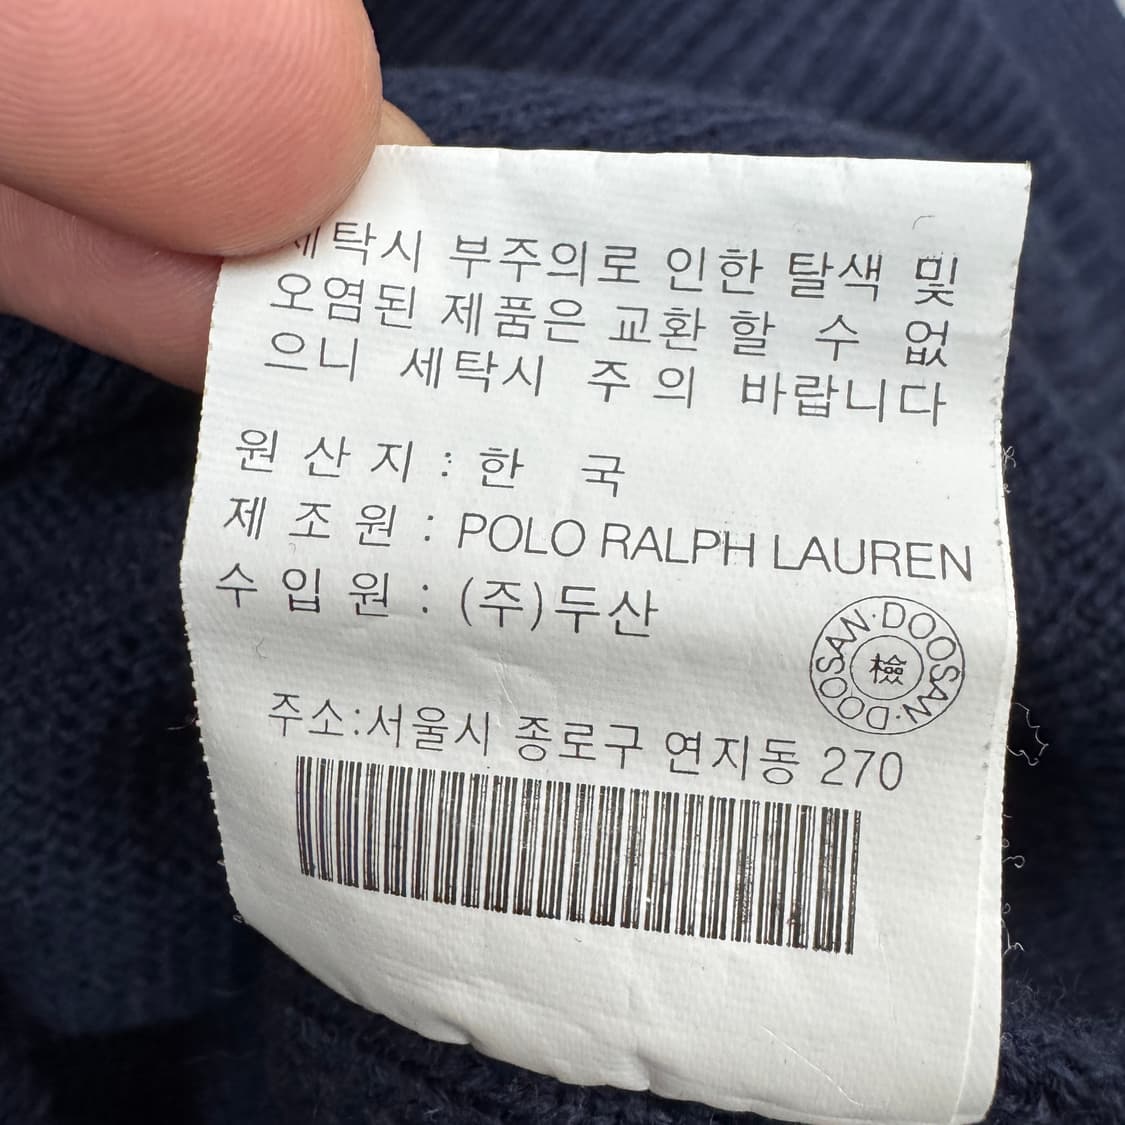 세탁시 부주의로 인한 탈색 및
오염된 제품은 교환 할 수 없
으니 세탁시 주 의 바랍니다
원 산 지 : 한 국
제 조 원 : POLO RALPH LAUREN
수 입 원 : (주)두산
DOOSAN·DOOSAN·DOOSAN
檢
주소:서울시 종로구 연지동 270